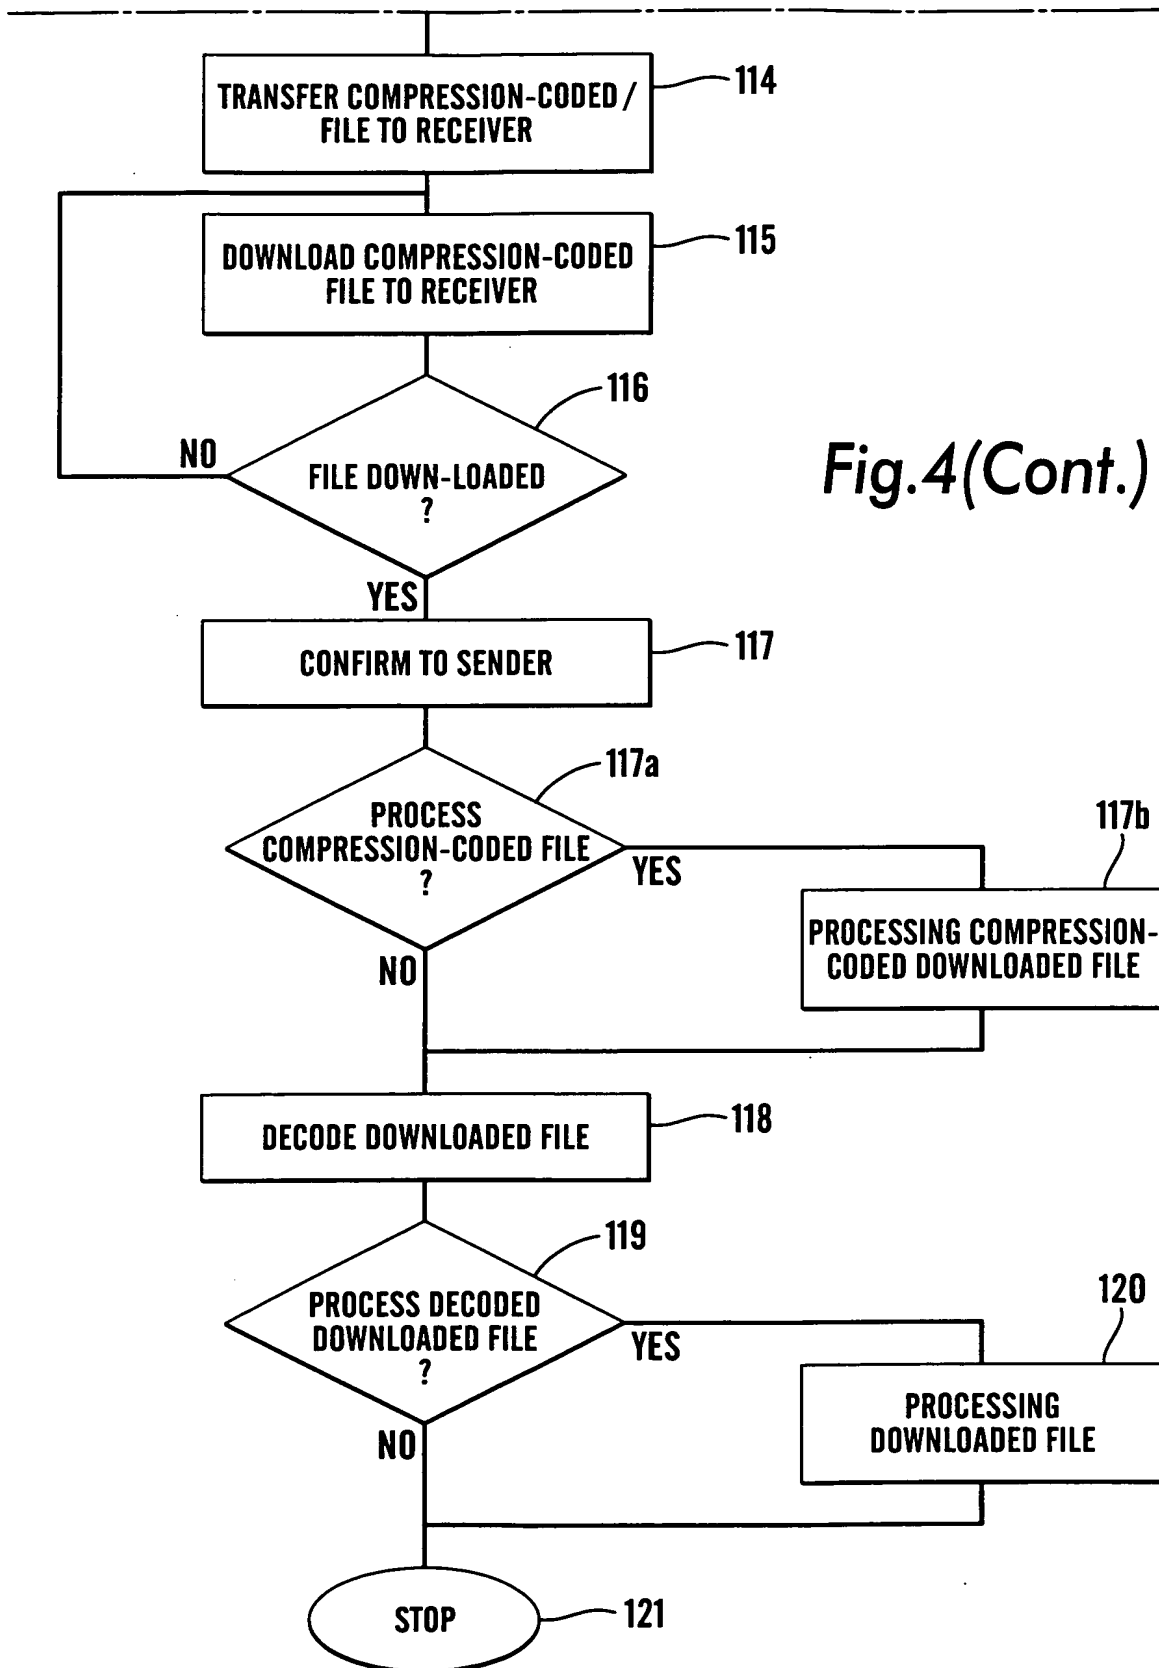 TRANSFER COMPRESSION-CODED /
FILE TO RECEIVER
114
DOWNLOAD COMPRESSION-CODED
FILE TO RECEIVER
115
116
NO
FILE DOWN-LOADED
?
Fig.4(Cont.)
YES
CONFIRM TO SENDER
117
117a
PROCESS
COMPRESSION-CODED FILE
?
YES
NO
117b
PROCESSING COMPRESSION-
CODED DOWNLOADED FILE
DECODE DOWNLOADED FILE
118
119
PROCESS DECODED
DOWNLOADED FILE
?
YES
NO
120
PROCESSING
DOWNLOADED FILE
STOP
121